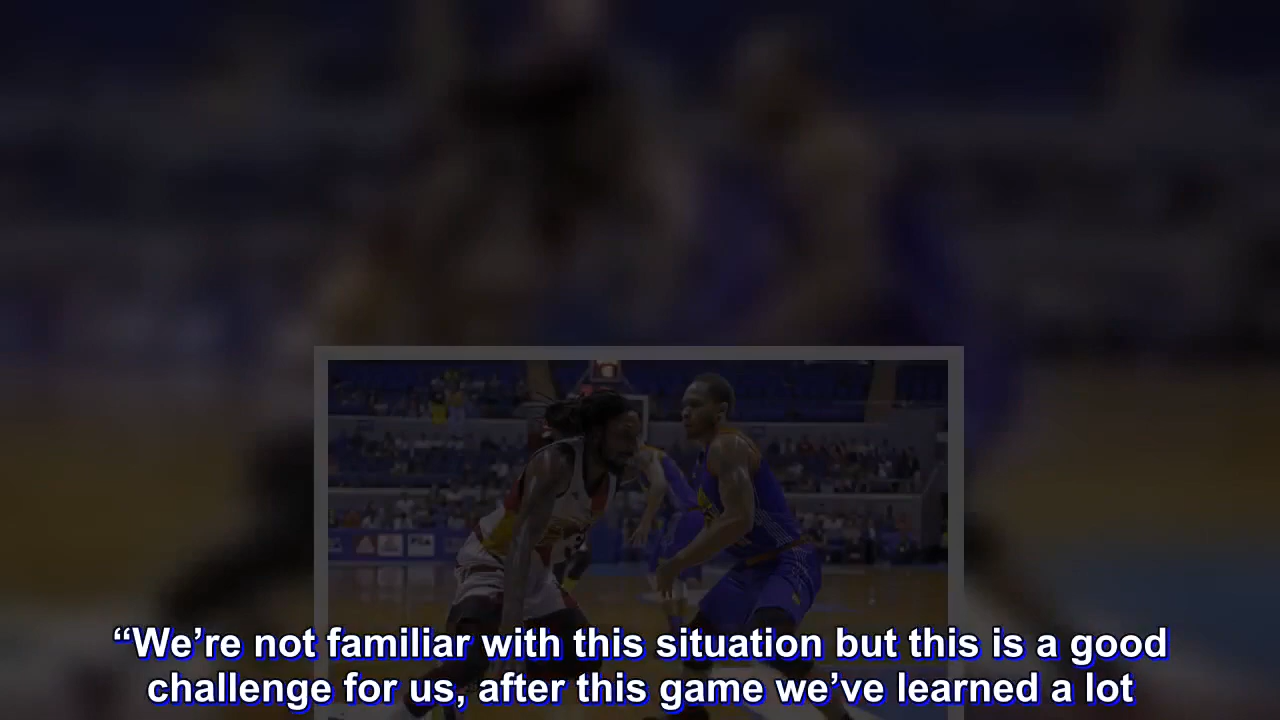 “We’re not familiar with this situation but this is a good
challenge for us, after this game we’ve learned a lot